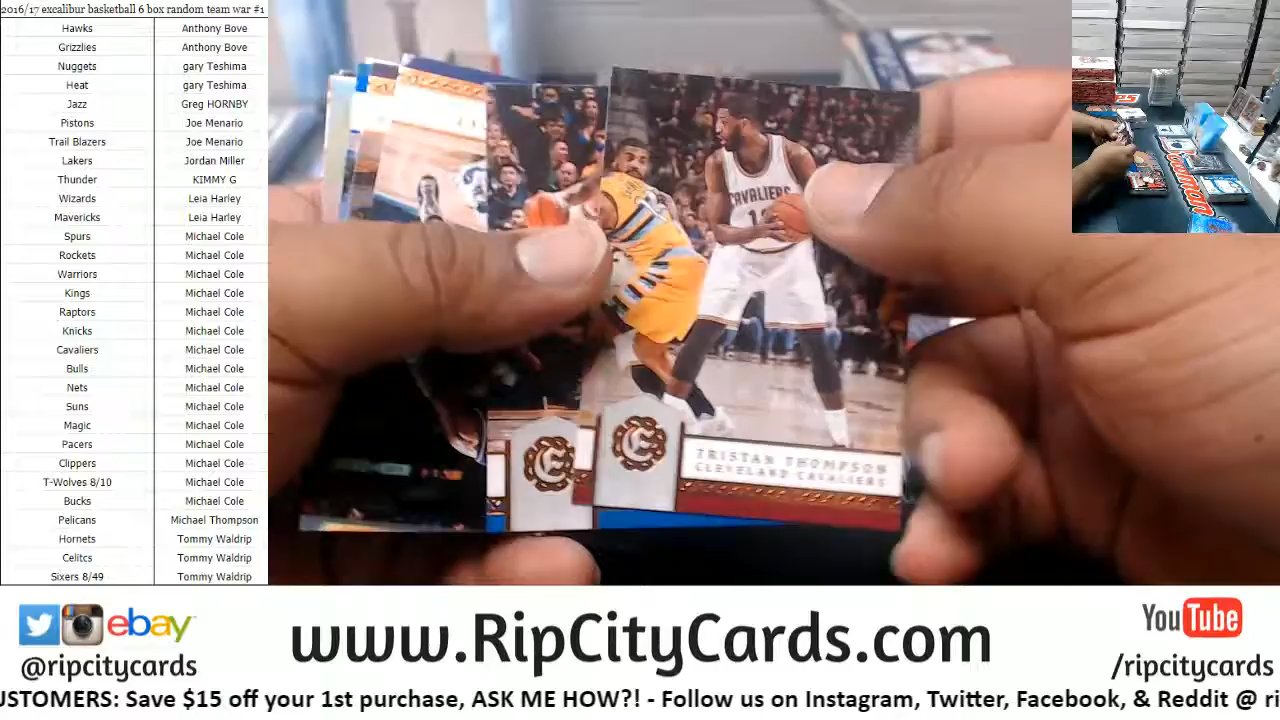 2016/17 excalibur basketball 6 box random team war #1
Hawks Anthony Bove
Grizzlies Anthony Bove
Nuggets gary Teshima
Heat gary Teshima
Jazz Greg HORNBY
Pistons Joe Menario
Trail Blazers Joe Menario
Lakers Jordan Miller
Thunder KIMMY G
Wizards Leia Harley
Mavericks Leia Harley
Spurs Michael Cole
Rockets Michael Cole
Warriors Michael Cole
Kings Michael Cole
Raptors Michael Cole
Knicks Michael Cole
Cavaliers Michael Cole
Bulls Michael Cole
Nets Michael Cole
Suns Michael Cole
Magic Michael Cole
Pacers Michael Cole
Clippers Michael Cole
T-Wolves 8/10 Michael Cole
Bucks Michael Cole
Pelicans Michael Thompson
Hornets Tommy Waldrip
Celitcs Tommy Waldrip
Sixers 8/49 Tommy Waldrip
CAVALIERS
E
E
TRISTAN THOMPSON
CLEVELAND CAVALIERS
ebay
@ripcitycards
www.RipCityCards.com
YouTube
/ripcitycards
USTOMERS: Save $15 off your 1st purchase, ASK ME HOW?! - Follow us on Instagram, Twitter, Facebook, & Reddit @ ri